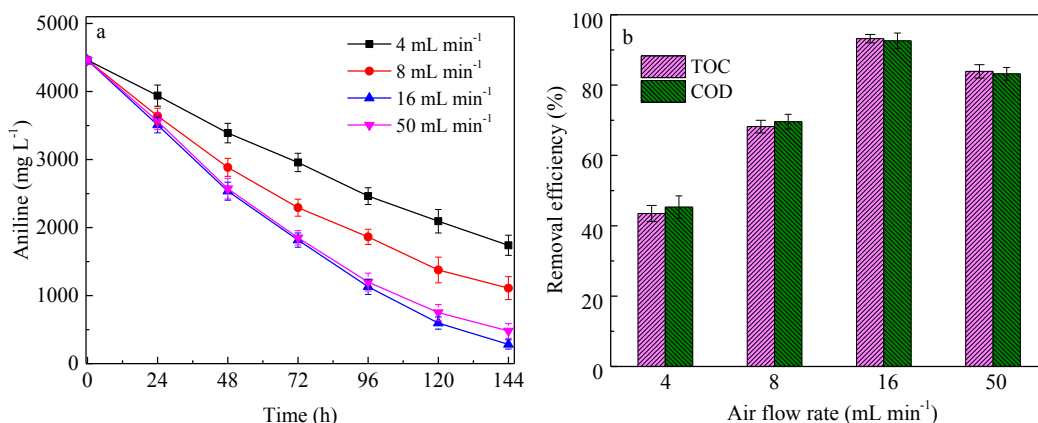 a
5000
4000
3000
2000
1000
0
Aniline (mg L⁻¹)
4 mL min⁻¹
8 mL min⁻¹
16 mL min⁻¹
50 mL min⁻¹
0 24 48 72 96 120 144
Time (h)
b
100
80
60
40
20
0
Removal efficiency (%)
TOC
COD
4 8 16 50
Air flow rate (mL min⁻¹)